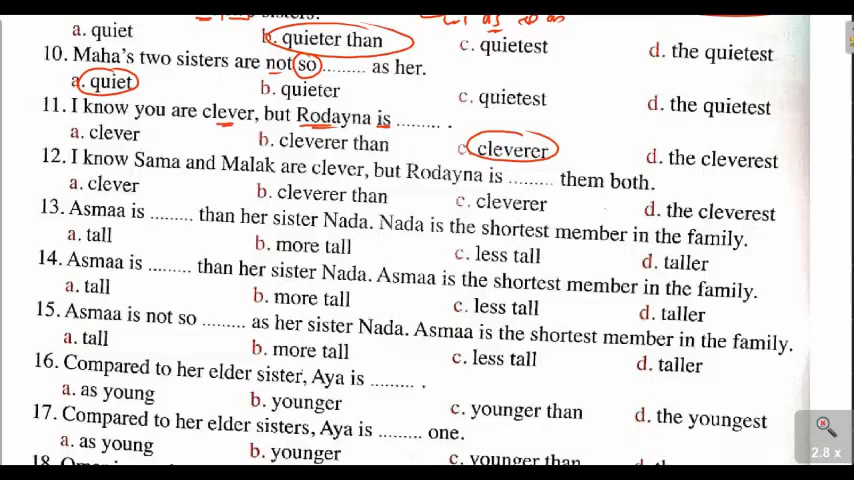 a. quiet b. quieter than c. quietest d. the quietest
10. Maha's two sisters are not so ......... as her.
a. quiet b. quieter c. quietest d. the quietest
11. I know you are clever, but Rodayna is ......... .
a. clever b. cleverer than c. cleverer d. the cleverest
12. I know Sama and Malak are clever, but Rodayna is ......... them both.
a. clever b. cleverer than c. cleverer d. the cleverest
13. Asmaa is ......... than her sister Nada. Nada is the shortest member in the family.
a. tall b. more tall c. less tall d. taller
14. Asmaa is ......... than her sister Nada. Asmaa is the shortest member in the family.
a. tall b. more tall c. less tall d. taller
15. Asmaa is not so ......... as her sister Nada. Asmaa is the shortest member in the family.
a. tall b. more tall c. less tall d. taller
16. Compared to her elder sister, Aya is ......... .
a. as young b. younger c. younger than d. the youngest
17. Compared to her elder sisters, Aya is ......... one.
a. as young b. younger c. younger than
2.8 x